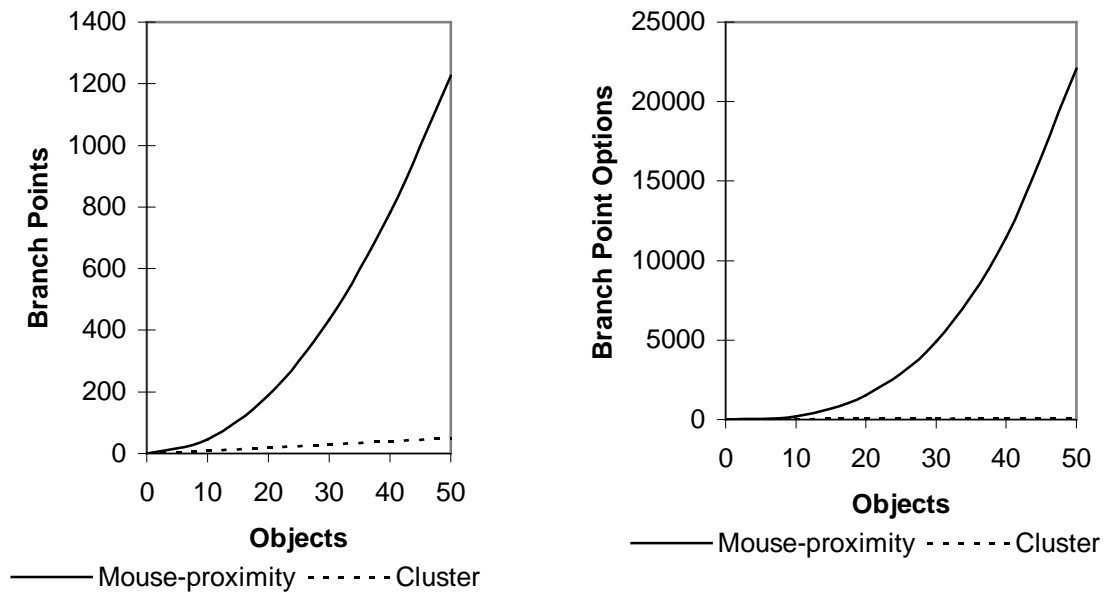 1400
1200
1000
800
600
400
200
0
Branch Points
0 10 20 30 40 50
Objects
Mouse-proximity Cluster
25000
20000
15000
10000
5000
0
Branch Point Options
0 10 20 30 40 50
Objects
Mouse-proximity Cluster